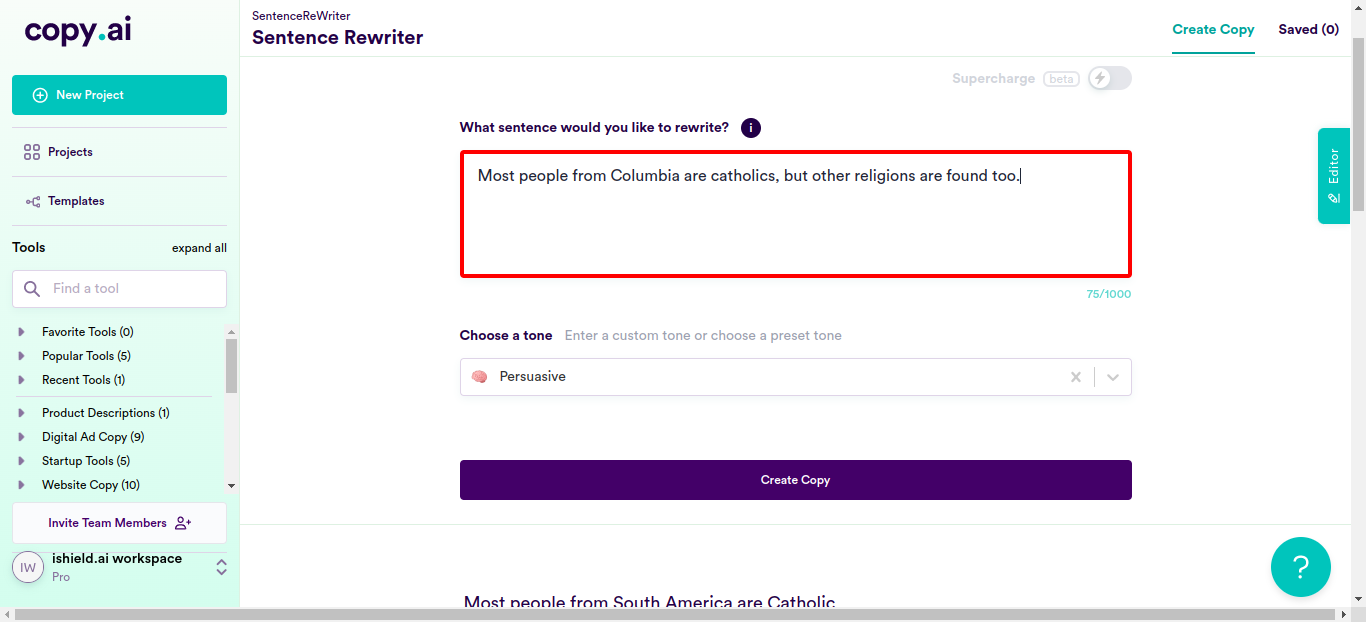 copy.ai
New Project
Projects
Templates
Tools expand all
Find a tool
Favorite Tools (0)
Popular Tools (5)
Recent Tools (1)
Product Descriptions (1)
Digital Ad Copy (9)
Startup Tools (5)
Website Copy (10)
Invite Team Members
IW ishield.ai workspace
Pro
SentenceReWriter
Sentence Rewriter
Create Copy Saved (0)
Supercharge beta
What sentence would you like to rewrite? i
Most people from Columbia are catholics, but other religions are found too.
75/1000
Choose a tone Enter a custom tone or choose a preset tone
Persuasive
Create Copy
Most people from South America are Catholic
Editor
?